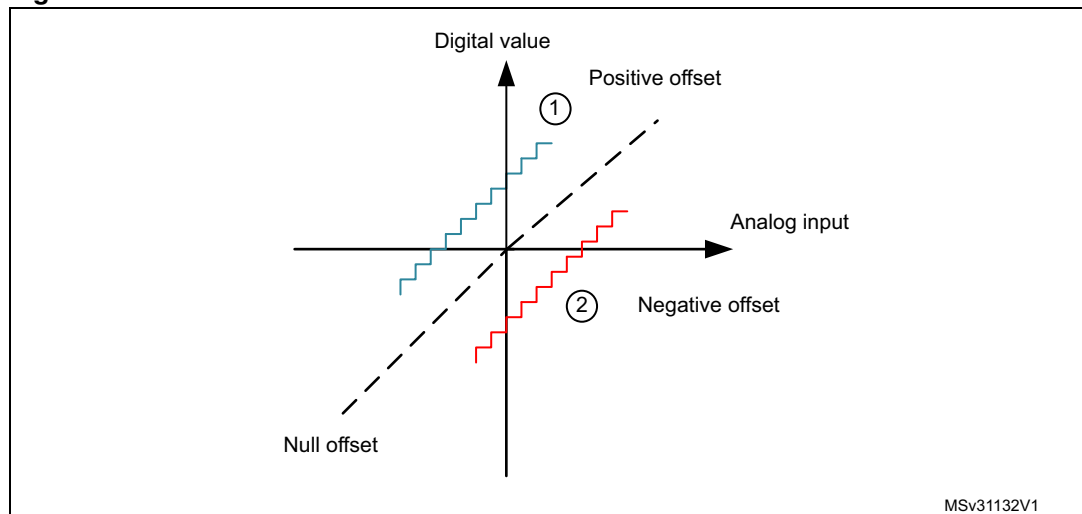 Digital value
Positive offset
1
Analog input
2
Negative offset
Null offset
MSv31132V1